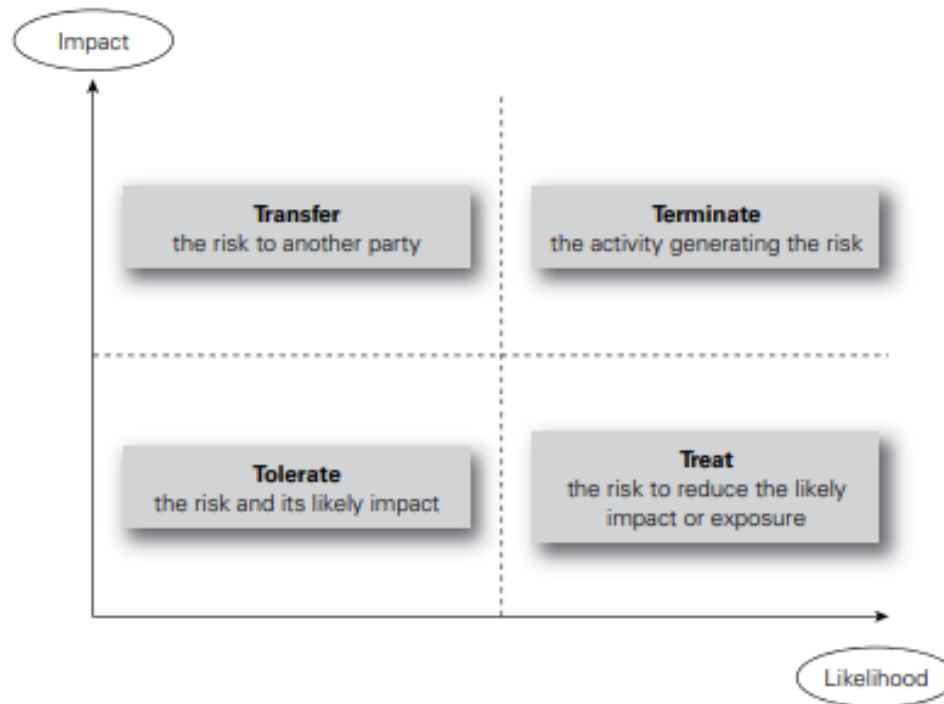 Impact
Transfer
the risk to another party
Terminate
the activity generating the risk
Tolerate
the risk and its likely impact
Treat
the risk to reduce the likely
impact or exposure
Likelihood